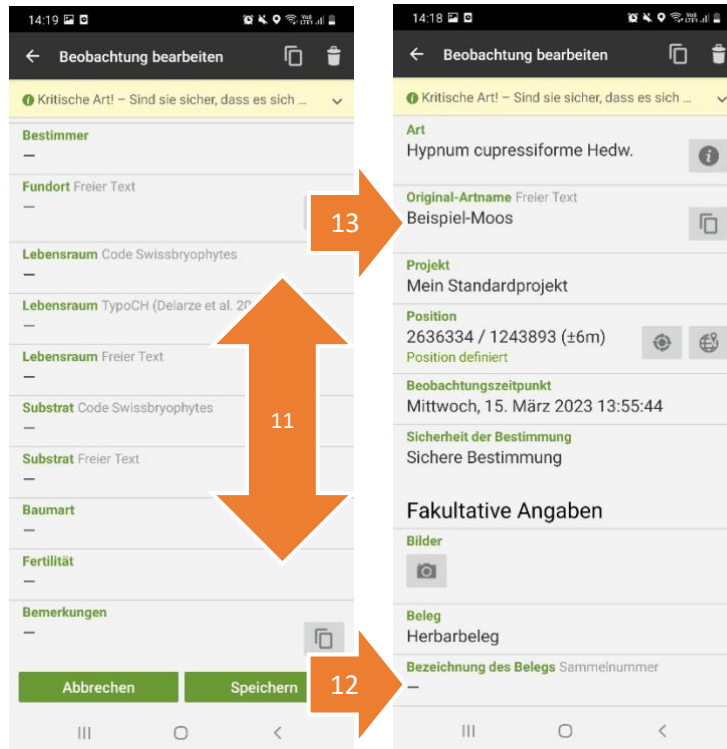 14:19
Beobachtung bearbeiten
Kritische Art! – Sind sie sicher, dass es sich ...
Bestimmer
—
Fundort Freier Text
—
Lebensraum Code Swissbryophytes
—
Lebensraum TypoCH (Delarze et al. 20
—
Lebensraum Freier Text
—
Substrat Code Swissbryophytes
—
Substrat Freier Text
—
Baumart
—
Fertilität
—
Bemerkungen
—
Abbrechen
Speichern
13
11
12
14:18
Beobachtung bearbeiten
Kritische Art! – Sind sie sicher, dass es sich ...
Art
Hypnum cupressiforme Hedw.
Original-Artname Freier Text
Beispiel-Moos
Projekt
Mein Standardprojekt
Position
2636334 / 1243893 (±6m)
Position definiert
Beobachtungszeitpunkt
Mittwoch, 15. März 2023 13:55:44
Sicherheit der Bestimmung
Sichere Bestimmung
Fakultative Angaben
Bilder
Beleg
Herbarbeleg
Bezeichnung des Belegs Sammelnummer
—